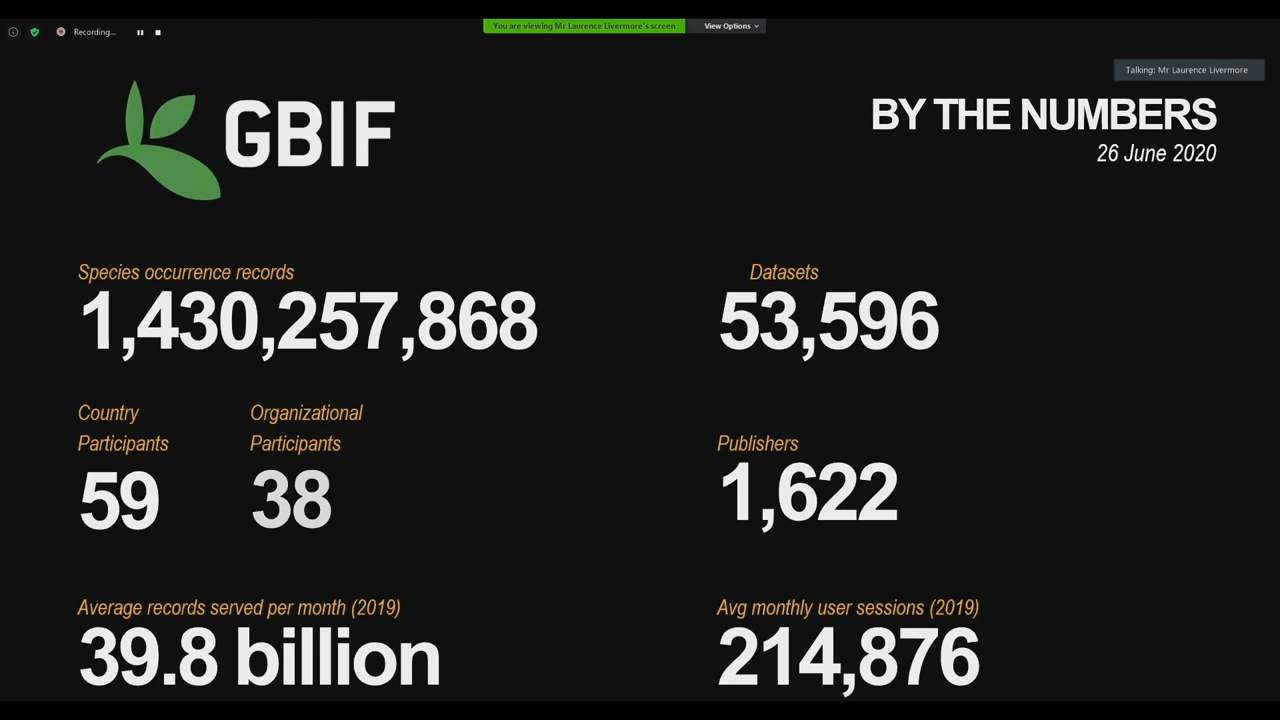 Recording...
You are viewing Mr Laurence Livermore's screen
View Options
Talking: Mr Laurence Livermore
GBIF
BY THE NUMBERS
26 June 2020
Species occurrence records
1,430,257,868
Datasets
53,596
Country
Participants
59
Organizational
Participants
38
Publishers
1,622
Average records served per month (2019)
39.8 billion
Avg monthly user sessions (2019)
214,876